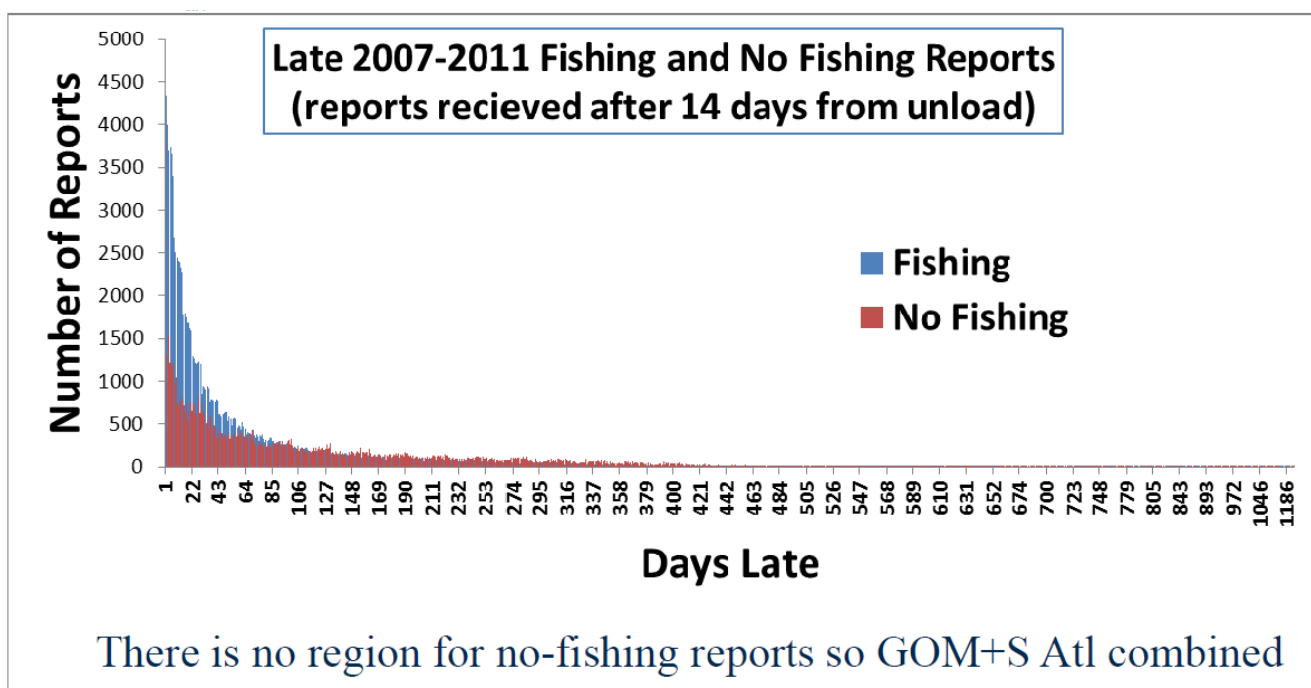 Late 2007-2011 Fishing and No Fishing Reports
(reports recieved after 14 days from unload)
Number of Reports
5000
4500
4000
3500
3000
2500
2000
1500
1000
500
0
Fishing
No Fishing
1 22 43 64 85 106 127 148 169 190 211 232 253 274 295 316 337 358 379 400 421 442 463 484 505 526 547 568 589 610 631 652 674 700 723 748 779 805 843 893 972 1046 1186
Days Late
There is no region for no-fishing reports so GOM+S Atl combined